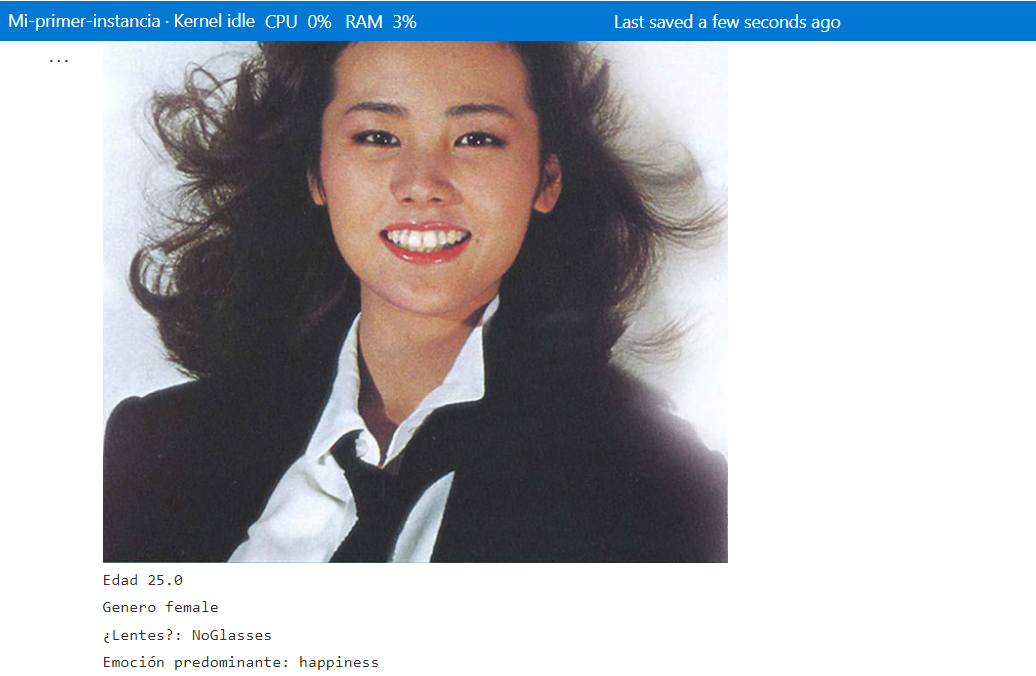 Mi-primer-instancia · Kernel idle CPU 0% RAM 3% Last saved a few seconds ago
...
Edad 25.0
Genero female
¿Lentes?: NoGlasses
Emoción predominante: happiness